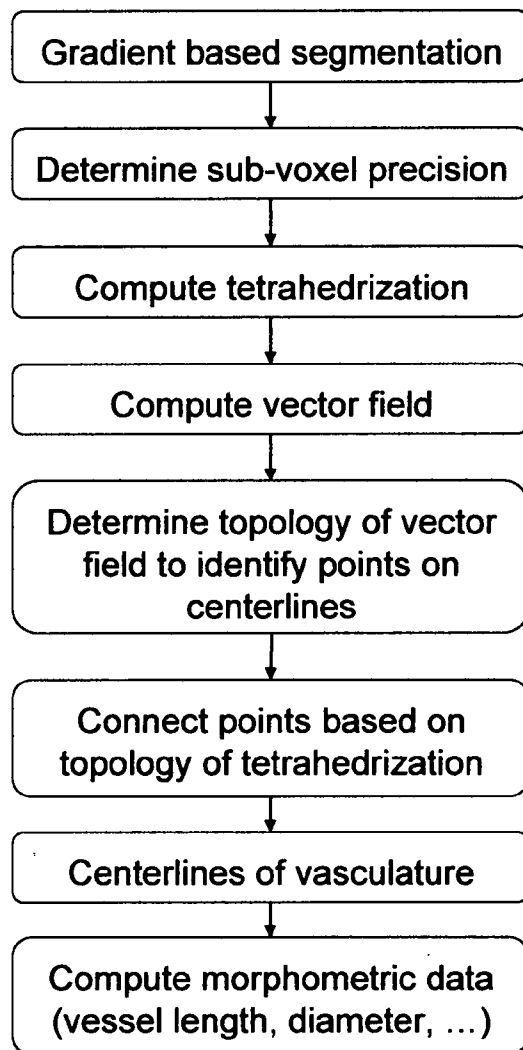 Gradient based segmentation
Determine sub-voxel precision
Compute tetrahedrization
Compute vector field
Determine topology of vector
field to identify points on
centerlines
Connect points based on
topology of tetrahedrization
Centerlines of vasculature
Compute morphometric data
(vessel length, diameter, ...)